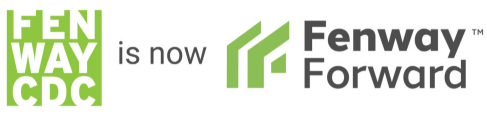 FEN
WAY
CDC
is now
Fenway™
Forward